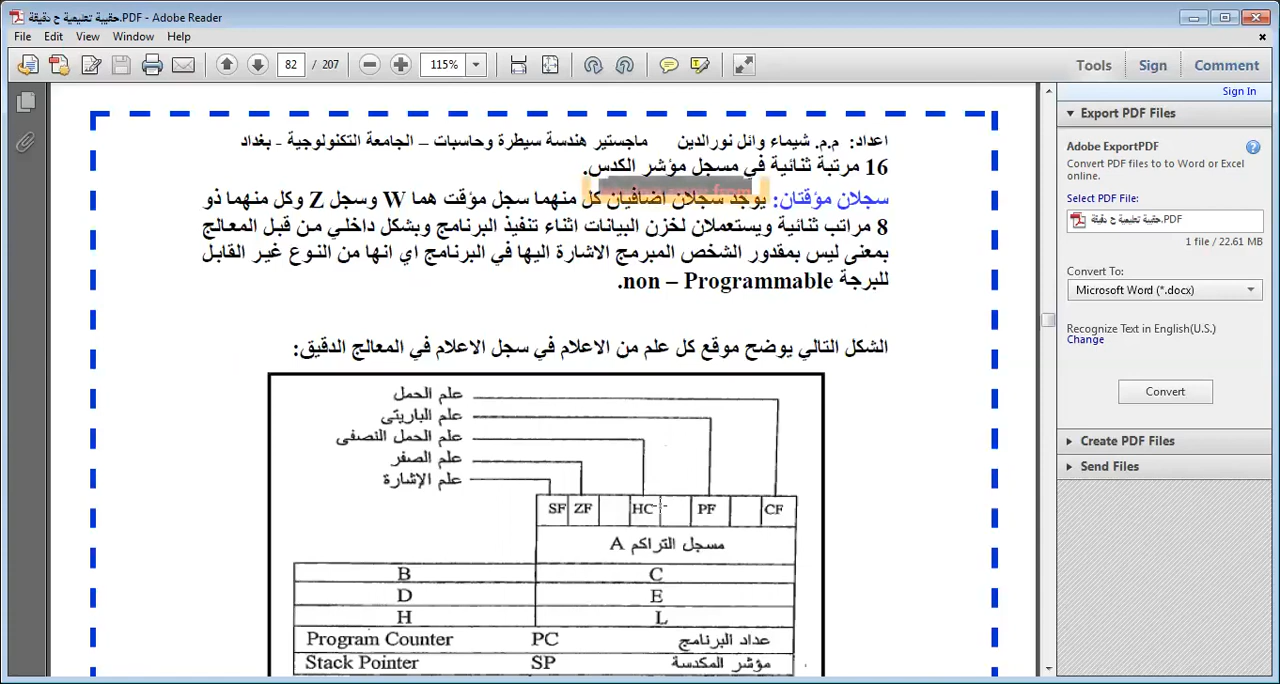 حقيبة تعليمية ح دقيقة.PDF - Adobe Reader
File Edit View Window Help
82 / 207 115% Tools Sign Comment
Sign In
Export PDF Files
Adobe ExportPDF
Convert PDF files to to Word or Excel online.
Select PDF File:
حقيبة تعليمية ح دقيقة.PDF
1 file / 22.61 MB
Convert To:
Microsoft Word (*.docx)
Recognize Text in English(U.S.)
Change
Convert
Create PDF Files
Send Files
اعداد: م.م. شيماء وائل نورالدين ماجستير هندسة سيطرة وحاسبات – الجامعة التكنولوجية - بغداد
16 مرتبة ثنائية في مسجل مؤشر الكدس.
سجلان مؤقتان: يوجد سجلان اضافيان كل منهما سجل مؤقت هما W وسجل Z وكل منهما ذو
8 مراتب ثنائية ويستعملان لخزن البيانات اثناء تنفيذ البرنامج وبشكل داخلي من قبل المعالج
بمعنى ليس بمقدور الشخص المبرمج الاشارة اليها في البرنامج اي انها من النوع غير القابل
للبرجة non – Programmable.
الشكل التالي يوضح موقع كل علم من الاعلام في سجل الاعلام في المعالج الدقيق:
علم الحمل
علم الباريتي
علم الحمل النصفى
علم الصفر
علم الإشارة
SF ZF HC PF CF
مسجل التراكم A
B C
D E
H L
Program Counter PC عداد البرنامج
Stack Pointer SP مؤشر المكدسة